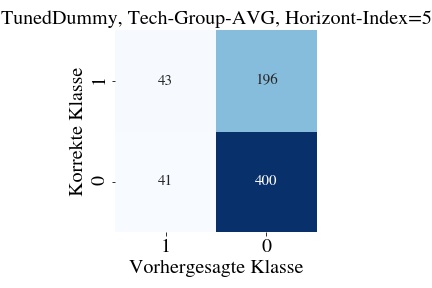 TunedDummy, Tech-Group-AVG, Horizont-Index=5
Korrekte Klasse
1
43
196
0
41
400
1
0
Vorhergesagte Klasse